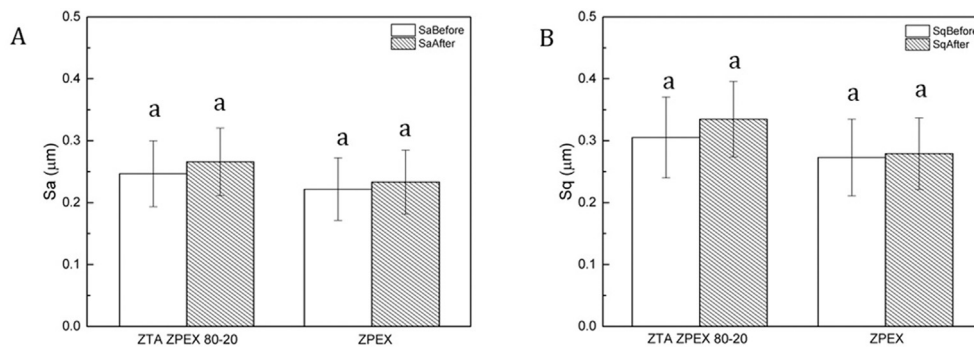 A
Sa (μm)
0.5
0.4
0.3
0.2
0.1
0.0
SaBefore
SaAfter
a a a a
ZTA ZPEX 80-20 ZPEX
B
Sq (μm)
0.5
0.4
0.3
0.2
0.1
0.0
SqBefore
SqAfter
a a a a
ZTA ZPEX 80-20 ZPEX